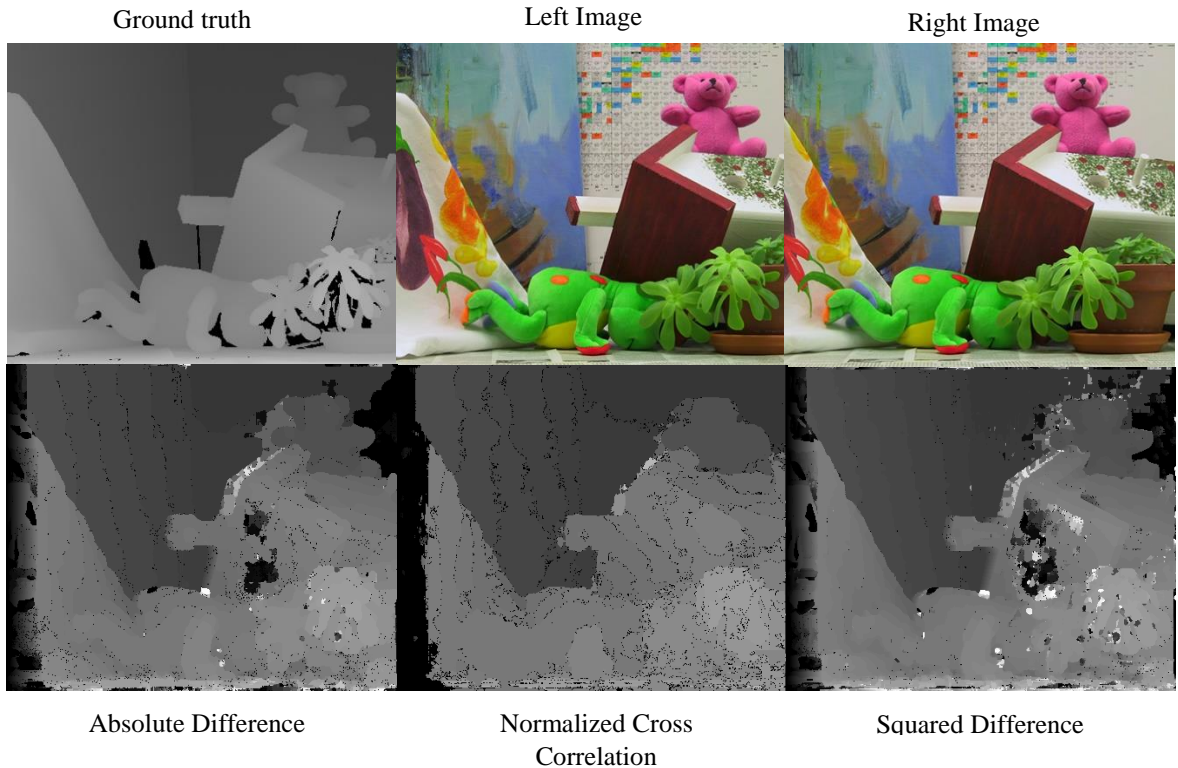 Ground truth
Left Image
Right Image
Absolute Difference
Normalized Cross
Correlation
Squared Difference